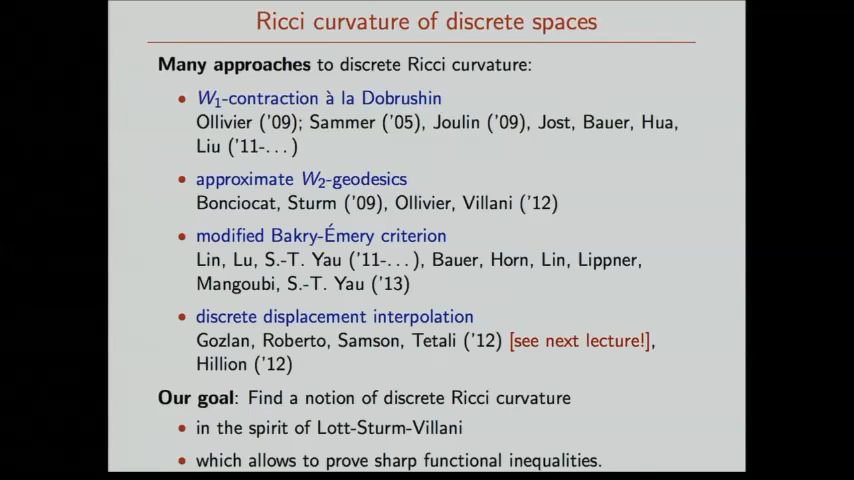 Ricci curvature of discrete spaces
Many approaches to discrete Ricci curvature:
• W₁-contraction à la Dobrushin
Ollivier ('09); Sammer ('05), Joulin ('09), Jost, Bauer, Hua,
Liu ('11-...)
• approximate W₂-geodesics
Bonciocat, Sturm ('09), Ollivier, Villani ('12)
• modified Bakry-Émery criterion
Lin, Lu, S.-T. Yau ('11-...), Bauer, Horn, Lin, Lippner,
Mangoubi, S.-T. Yau ('13)
• discrete displacement interpolation
Gozlan, Roberto, Samson, Tetali ('12) [see next lecture!],
Hillion ('12)
Our goal: Find a notion of discrete Ricci curvature
• in the spirit of Lott-Sturm-Villani
• which allows to prove sharp functional inequalities.